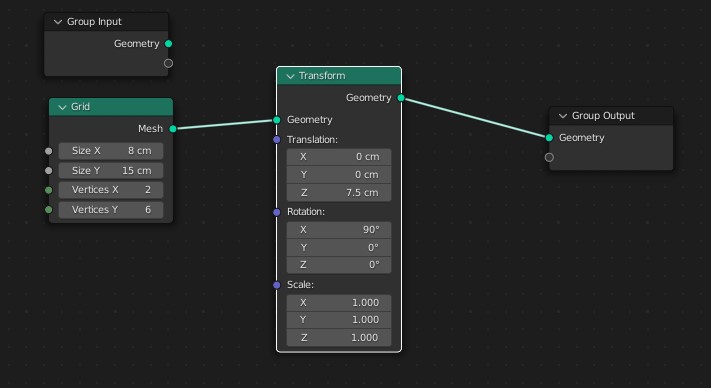 Group Input
Geometry
Grid
Mesh
Size X 8 cm
Size Y 15 cm
Vertices X 2
Vertices Y 6
Transform
Geometry
Geometry
Translation:
X 0 cm
Y 0 cm
Z 7.5 cm
Rotation:
X 90°
Y 0°
Z 0°
Scale:
X 1.000
Y 1.000
Z 1.000
Group Output
Geometry